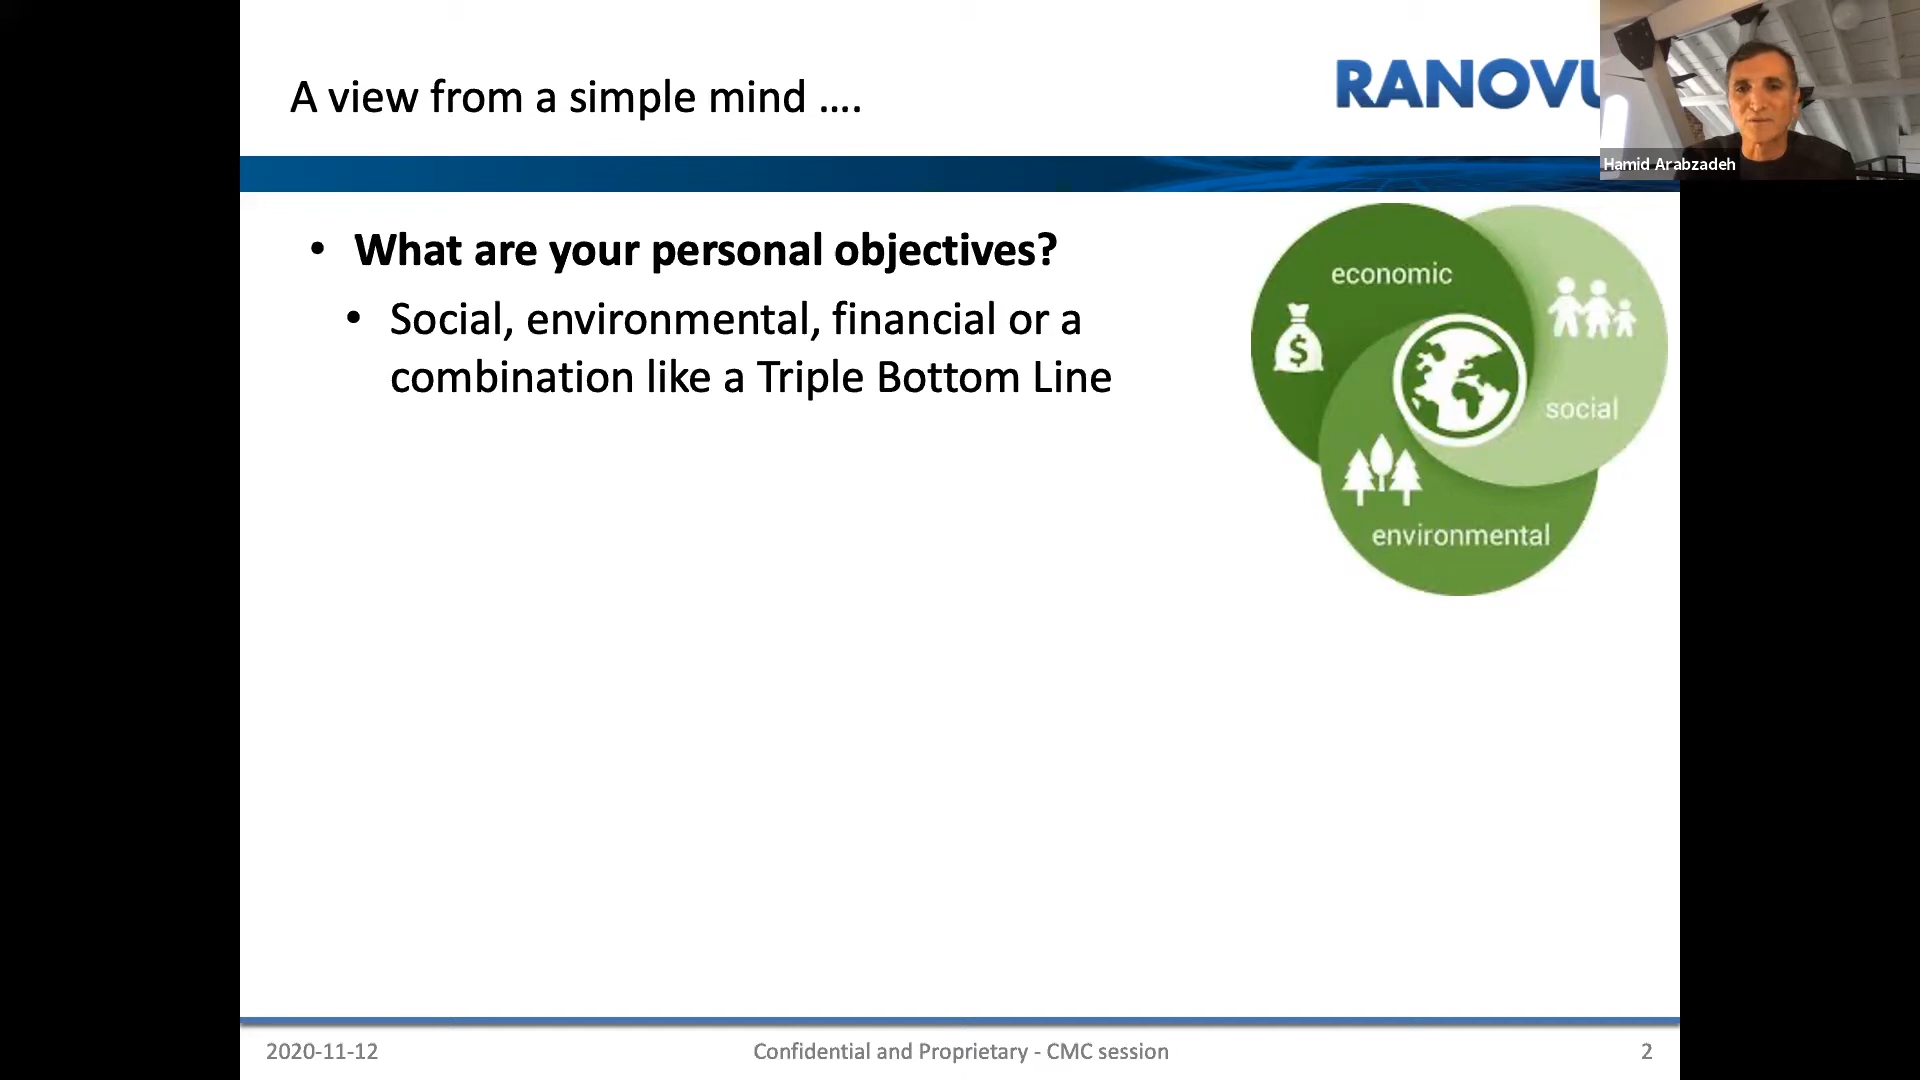 A view from a simple mind ....
RANOVU
Hamid Arabzadeh
• What are your personal objectives?
• Social, environmental, financial or a
combination like a Triple Bottom Line
economic
$
social
environmental
2020-11-12
Confidential and Proprietary - CMC session
2